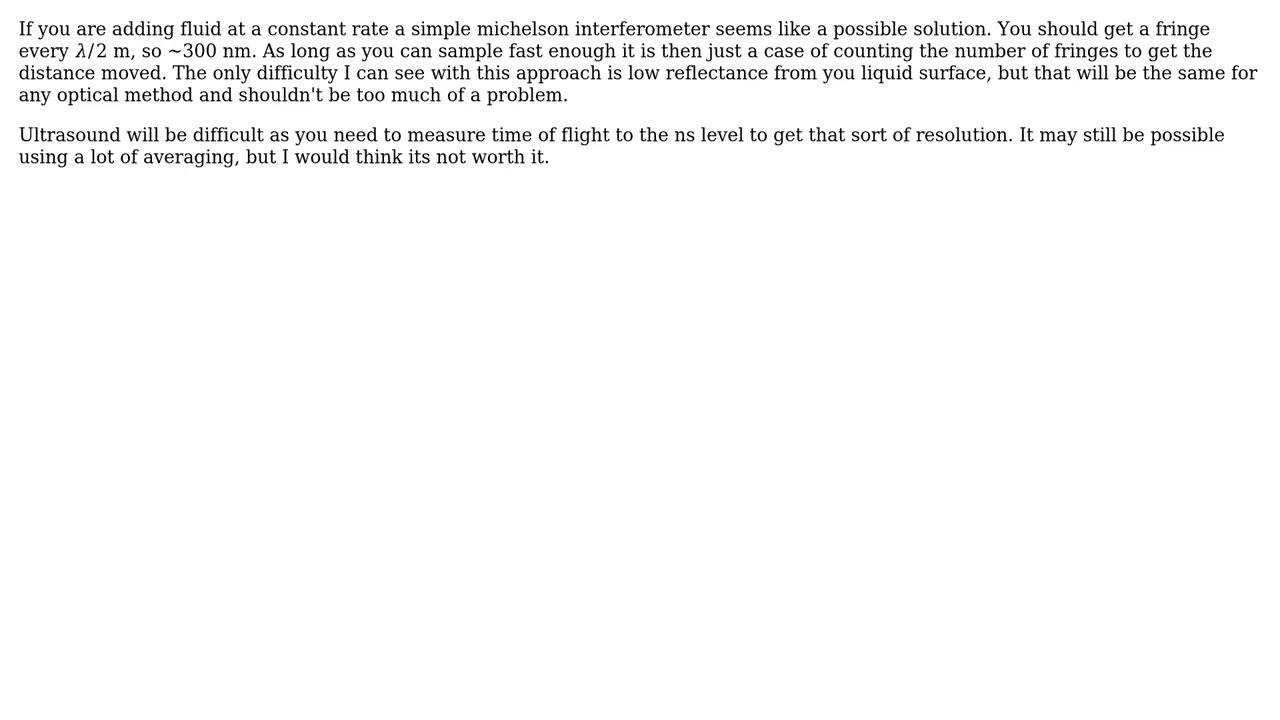 If you are adding fluid at a constant rate a simple michelson interferometer seems like a possible solution. You should get a fringe
every λ/2 m, so ~300 nm. As long as you can sample fast enough it is then just a case of counting the number of fringes to get the
distance moved. The only difficulty I can see with this approach is low reflectance from you liquid surface, but that will be the same for
any optical method and shouldn't be too much of a problem.
Ultrasound will be difficult as you need to measure time of flight to the ns level to get that sort of resolution. It may still be possible
using a lot of averaging, but I would think its not worth it.